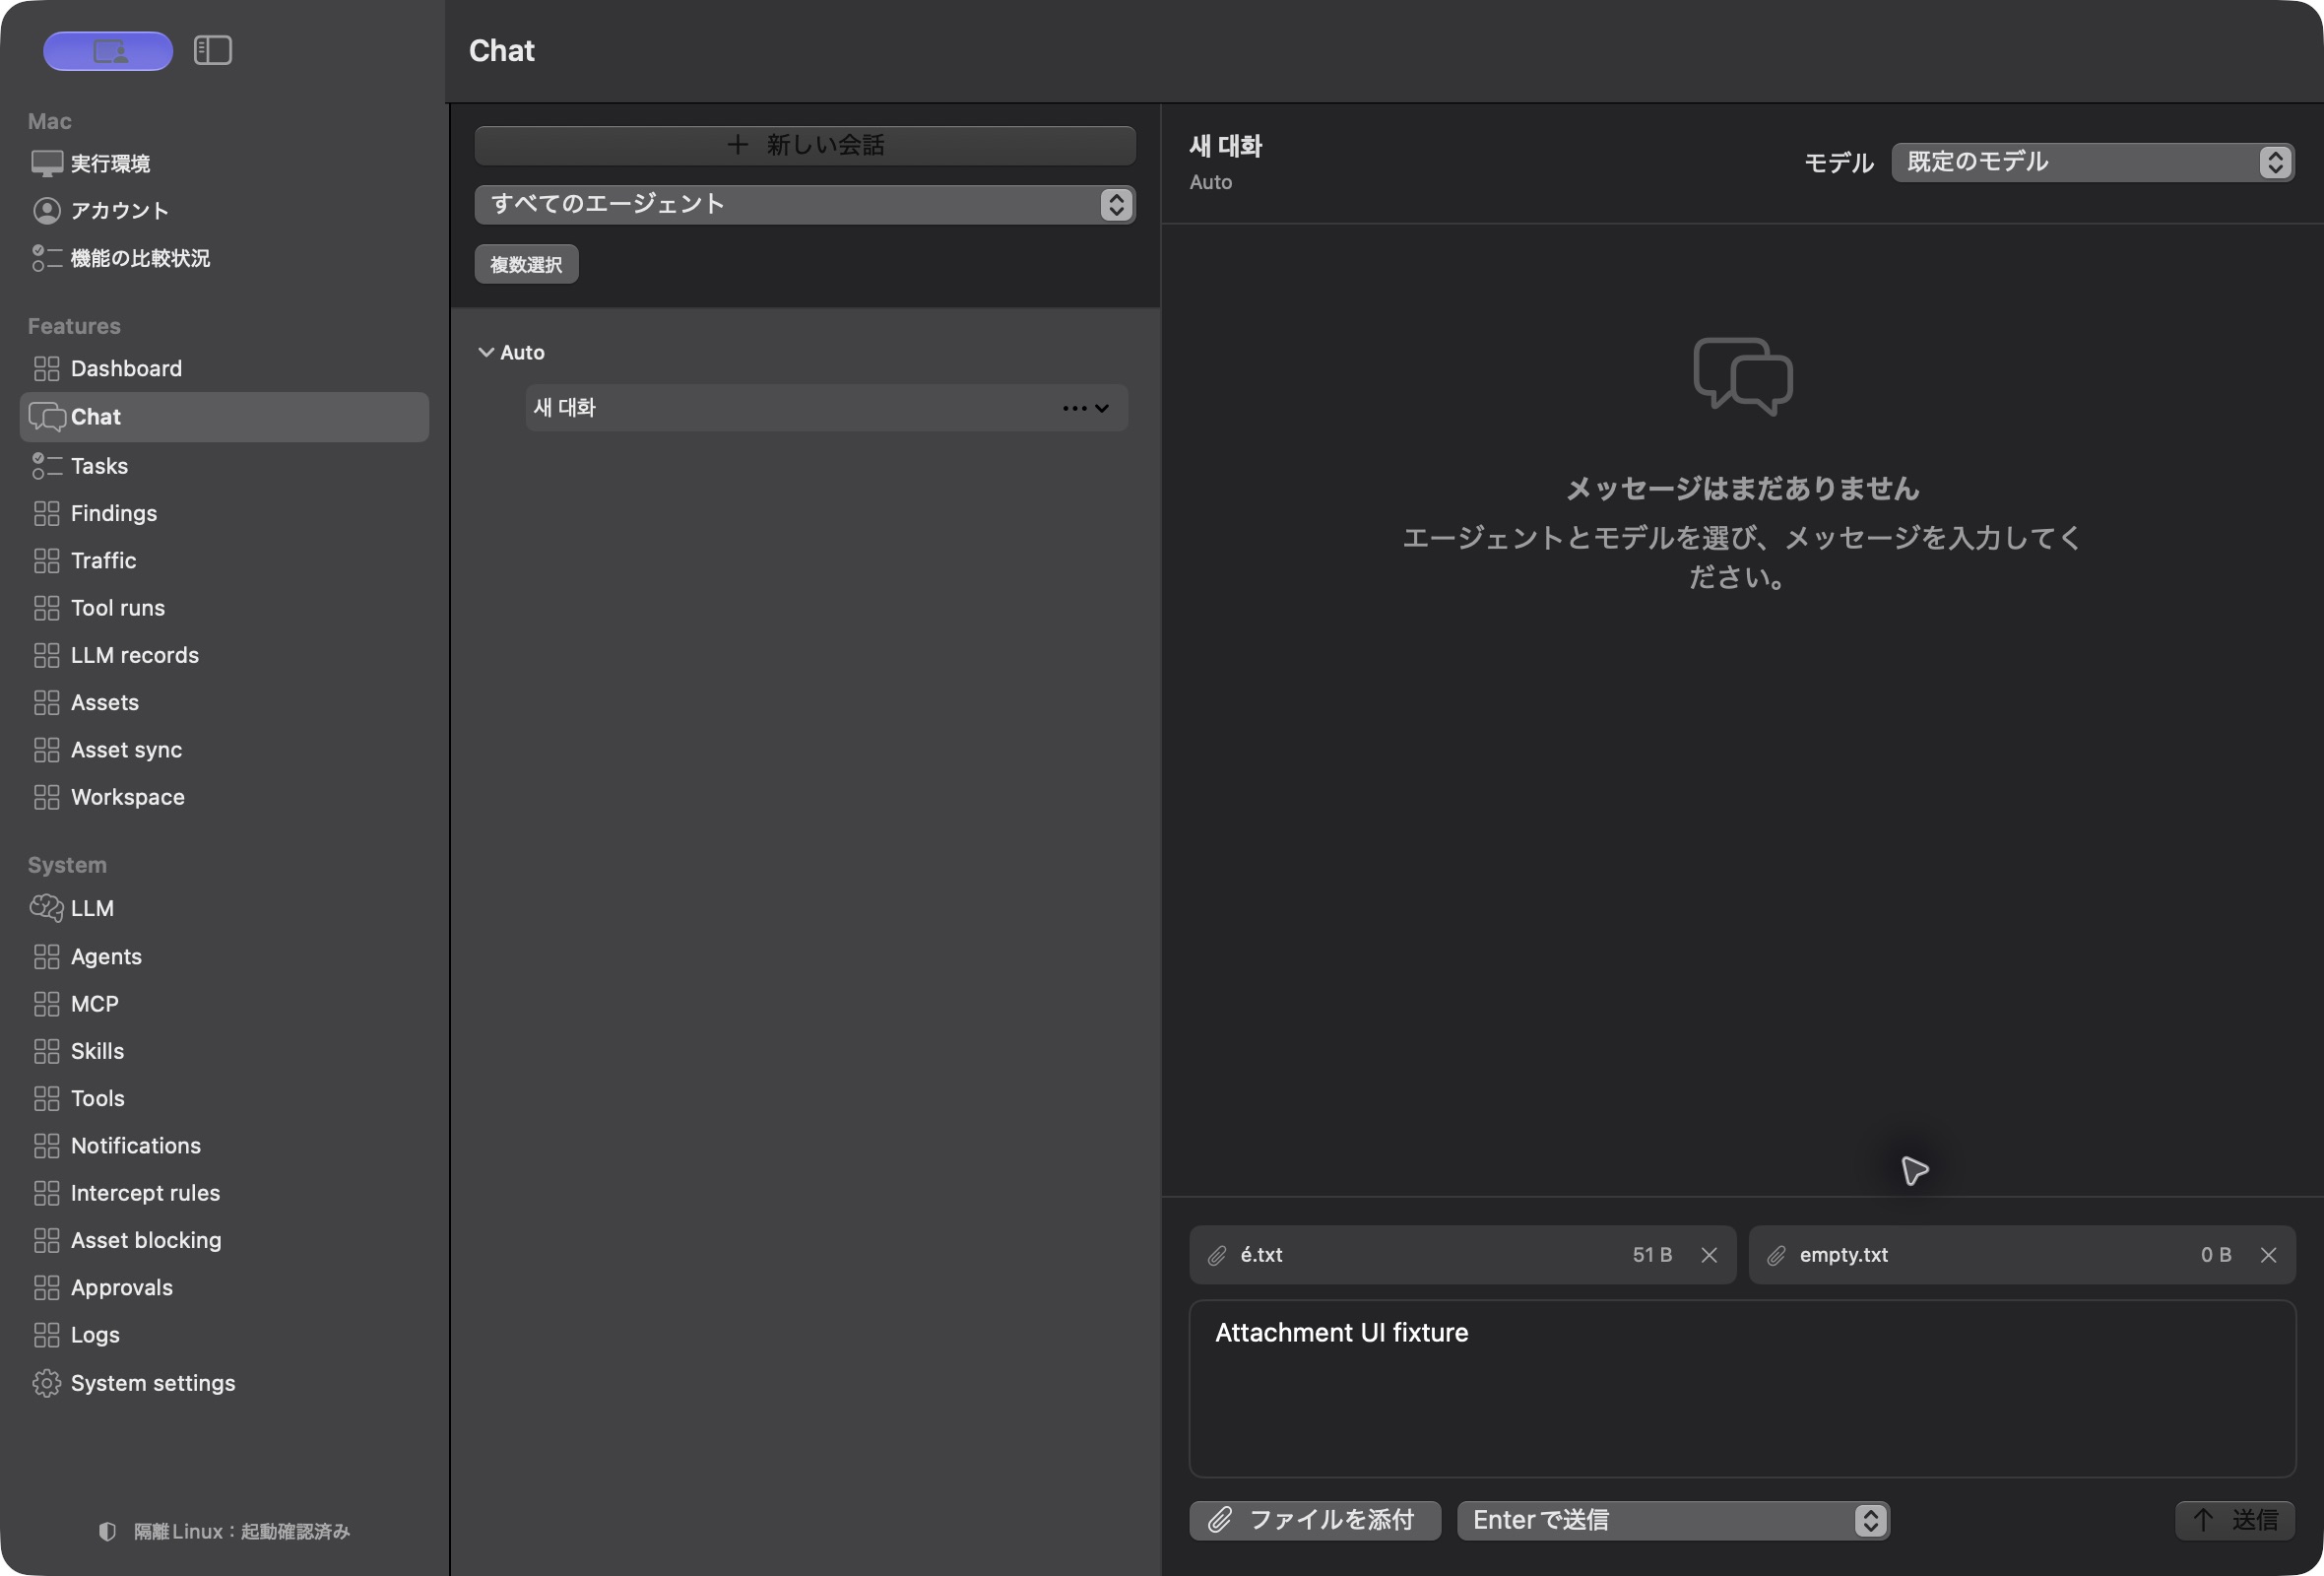 Chat
Mac
実行環境
アカウント
機能の比較状況
Features
Dashboard
Chat
Tasks
Findings
Traffic
Tool runs
LLM records
Assets
Asset sync
Workspace
System
LLM
Agents
MCP
Skills
Tools
Notifications
Intercept rules
Asset blocking
Approvals
Logs
System settings
隔離Linux：起動確認済み
新しい会話
すべてのエージェント
複数選択
Auto
새 대화
새 대화
Auto
モデル 既定のモデル
メッセージはまだありません
エージェントとモデルを選び、メッセージを入力してく
ださい。
é.txt 51 B
empty.txt 0 B
Attachment UI fixture
ファイルを添付
Enterで送信
送信